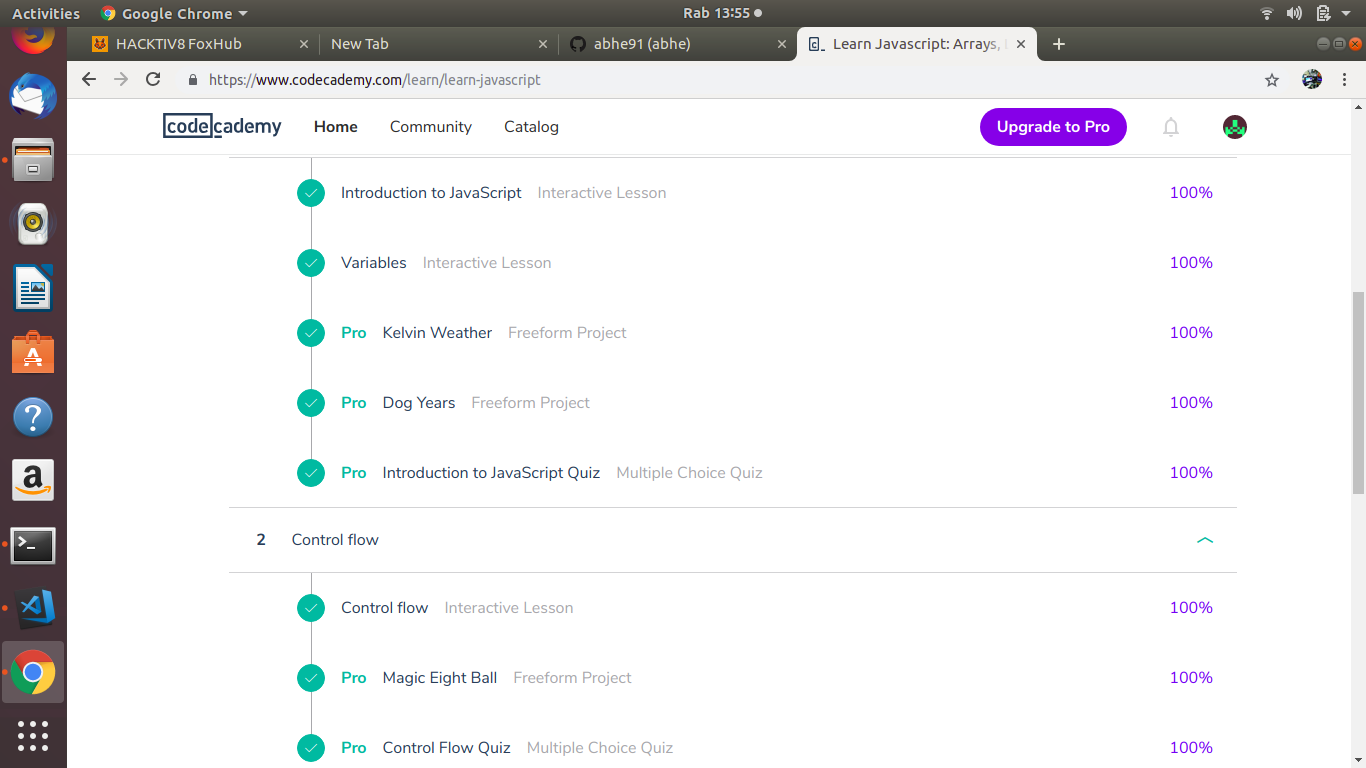 Activities Google Chrome Rab 13:55
HACKTIV8 FoxHub New Tab abhe91 (abhe) Learn Javascript: Arrays,
https://www.codecademy.com/learn/learn-javascript
codecademy Home Community Catalog Upgrade to Pro
Introduction to JavaScript Interactive Lesson 100%
Variables Interactive Lesson 100%
Pro Kelvin Weather Freeform Project 100%
Pro Dog Years Freeform Project 100%
Pro Introduction to JavaScript Quiz Multiple Choice Quiz 100%
2 Control flow
Control flow Interactive Lesson 100%
Pro Magic Eight Ball Freeform Project 100%
Pro Control Flow Quiz Multiple Choice Quiz 100%